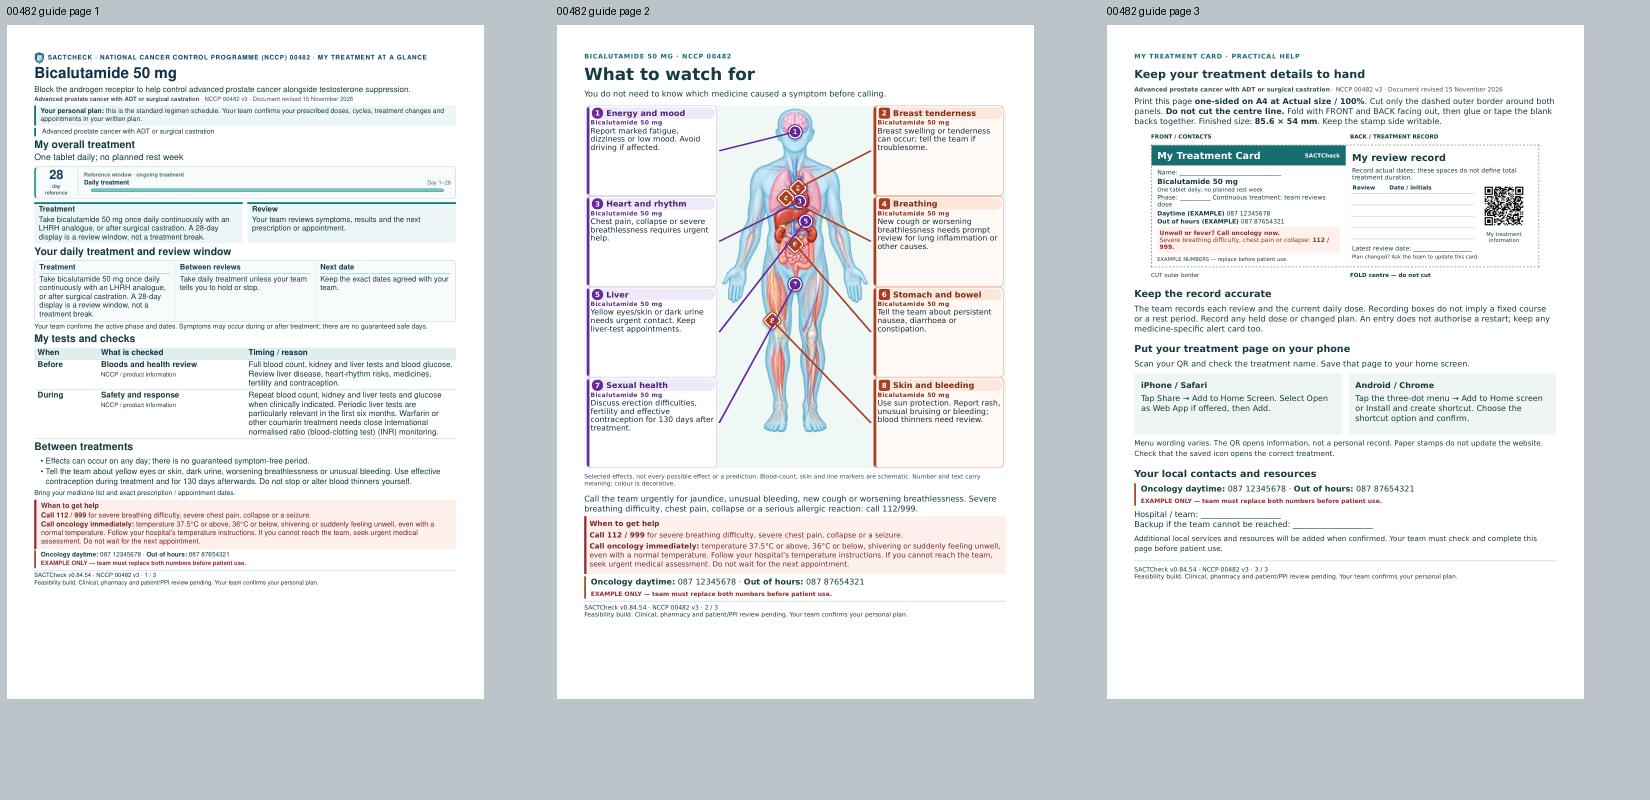 00482 guide page 1
SACTCHECK · NATIONAL CANCER CONTROL PROGRAMME (NCCP) 00482 · MY TREATMENT AT A GLANCE
Bicalutamide 50 mg
Block the androgen receptor to help control advanced prostate cancer alongside testosterone suppression.
Advanced prostate cancer with ADT or surgical castration · NCCP 00482 v3 · Document revised 15 November 2026
Your personal plan: this is the standard regimen schedule. Your team confirms your prescribed doses, cycles, treatment changes and
appointments in your written plan.
Advanced prostate cancer with ADT or surgical castration
My overall treatment
One tablet daily; no planned rest week
28
day
reference
Reference window · ongoing treatment
Daily treatment
Day 1–28
Treatment
Take bicalutamide 50 mg once daily continuously with an
LHRH analogue, or after surgical castration. A 28-day
display is a review window, not a treatment break.
Review
Your team reviews symptoms, results and the next
prescription or appointment.
Your daily treatment and review window
Treatment
Take bicalutamide 50 mg once daily
continuously with an LHRH analogue,
or after surgical castration. A 28-day
display is a review window, not a
treatment break.
Between reviews
Take daily treatment unless your team
tells you to hold or stop.
Next date
Keep the exact dates agreed with your
team.
Your team confirms the active phase and dates. Symptoms may occur during or after treatment; there are no guaranteed safe days.
My tests and checks
When What is checked Timing / reason
Before
Bloods and health review
NCCP / product information
Full blood count, kidney and liver tests and blood glucose.
Review liver disease, heart-rhythm risks, medicines,
fertility and contraception.
During
Safety and response
NCCP / product information
Repeat blood count, kidney and liver tests and glucose
when clinically indicated. Periodic liver tests are
particularly relevant in the first six months. Warfarin or
other coumarin treatment needs close international
normalised ratio (blood-clotting test) (INR) monitoring.
Between treatments
• Effects can occur on any day; there is no guaranteed symptom-free period.
• Tell the team about yellow eyes or skin, dark urine, worsening breathlessness or unusual bleeding. Use effective
contraception during treatment and for 130 days afterwards. Do not stop or alter blood thinners yourself.
Bring your medicine list and exact prescription / appointment dates.
When to get help
Call 112 / 999 for severe breathing difficulty, severe chest pain, collapse or a seizure.
Call oncology immediately: temperature 37.5°C or above, 36°C or below, shivering or suddenly feeling unwell, even with a
normal temperature. Follow your hospital's temperature instructions. If you cannot reach the team, seek urgent medical
assessment. Do not wait for the next appointment.
Oncology daytime: 087 12345678 · Out of hours: 087 87654321
EXAMPLE ONLY — team must replace both numbers before patient use.
SACTCheck v0.84.54 · NCCP 00482 v3 · 1 / 3
Feasibility build. Clinical, pharmacy and patient/PPI review pending. Your team confirms your personal plan.
00482 guide page 2
BICALUTAMIDE 50 MG · NCCP 00482
What to watch for
You do not need to know which medicine caused a symptom before calling.
1 Energy and mood
Bicalutamide 50 mg
Report marked fatigue,
dizziness or low mood. Avoid
driving if affected.
2 Breast tenderness
Bicalutamide 50 mg
Breast swelling or tenderness
can occur; tell the team if
troublesome.
3 Heart and rhythm
Bicalutamide 50 mg
Chest pain, collapse or severe
breathlessness requires urgent
help.
4 Breathing
Bicalutamide 50 mg
New cough or worsening
breathlessness needs prompt
review for lung inflammation or
other causes.
5 Liver
Bicalutamide 50 mg
Yellow eyes/skin or dark urine
needs urgent contact. Keep
liver-test appointments.
6 Stomach and bowel
Bicalutamide 50 mg
Tell the team about persistent
nausea, diarrhoea or
constipation.
7 Sexual health
Bicalutamide 50 mg
Discuss erection difficulties,
fertility and effective
contraception for 130 days after
treatment.
8 Skin and bleeding
Bicalutamide 50 mg
Use sun protection. Report rash,
unusual bruising or bleeding;
blood thinners need review.
1
3
5
7
Selected effects, not every possible effect or a prediction. Blood-count, skin and line markers are schematic. Number and text carry
meaning; colour is decorative.
Call the team urgently for jaundice, unusual bleeding, new cough or worsening breathlessness. Severe
breathing difficulty, chest pain, collapse or a serious allergic reaction: call 112/999.
When to get help
Call 112 / 999 for severe breathing difficulty, severe chest pain, collapse or a seizure.
Call oncology immediately: temperature 37.5°C or above, 36°C or below, shivering or suddenly feeling unwell,
even with a normal temperature. Follow your hospital's temperature instructions. If you cannot reach the team,
seek urgent medical assessment. Do not wait for the next appointment.
Oncology daytime: 087 12345678 · Out of hours: 087 87654321
EXAMPLE ONLY — team must replace both numbers before patient use.
SACTCheck v0.84.54 · NCCP 00482 v3 · 2 / 3
Feasibility build. Clinical, pharmacy and patient/PPI review pending. Your team confirms your personal plan.
00482 guide page 3
MY TREATMENT CARD · PRACTICAL HELP
Keep your treatment details to hand
Advanced prostate cancer with ADT or surgical castration · NCCP 00482 v3 · Document revised 15 November 2026
Print this page one-sided on A4 at Actual size / 100%. Cut only the dashed outer border around both
panels. Do not cut the centre line. Fold with FRONT and BACK facing out, then glue or tape the blank
backs together. Finished size: 85.6 × 54 mm. Keep the stamp side writable.
FRONT / CONTACTS
BACK / TREATMENT RECORD
My Treatment Card SACTCheck
Name:
Bicalutamide 50 mg
One tablet daily; no planned rest week
Phase: __________ Continuous treatment: team reviews
dose
Daytime (EXAMPLE) 087 12345678
Out of hours (EXAMPLE) 087 87654321
Unwell or fever? Call oncology now.
Severe breathing difficulty, chest pain or collapse: 112 /
999.
EXAMPLE NUMBERS — replace before patient use.
My review record
Record actual dates; these spaces do not define total
treatment duration.
Review Date / initials
My treatment
information
Latest review date:
Plan changed? Ask the team to update this card.
CUT outer border
FOLD centre — do not cut
Keep the record accurate
The team records each review and the current daily dose. Recording boxes do not imply a fixed course
or a rest period. Record any held dose or changed plan. An entry does not authorise a restart; keep any
medicine-specific alert card too.
Put your treatment page on your phone
Scan your QR and check the treatment name. Save that page to your home screen.
iPhone / Safari
Tap Share → Add to Home Screen. Select Open
as Web App if offered, then Add.
Android / Chrome
Tap the three-dot menu → Add to Home screen
or Install and create shortcut. Choose the
shortcut option and confirm.
Menu wording varies. The QR opens information, not a personal record. Paper stamps do not update the website.
Check that the saved icon opens the correct treatment.
Your local contacts and resources
Oncology daytime: 087 12345678 · Out of hours: 087 87654321
EXAMPLE ONLY — team must replace both numbers before patient use.
Hospital / team:
Backup if the team cannot be reached:
Additional local services and resources will be added when confirmed. Your team must check and complete this
page before patient use.
SACTCheck v0.84.54 · NCCP 00482 v3 · 3 / 3
Feasibility build. Clinical, pharmacy and patient/PPI review pending. Your team confirms your personal plan.